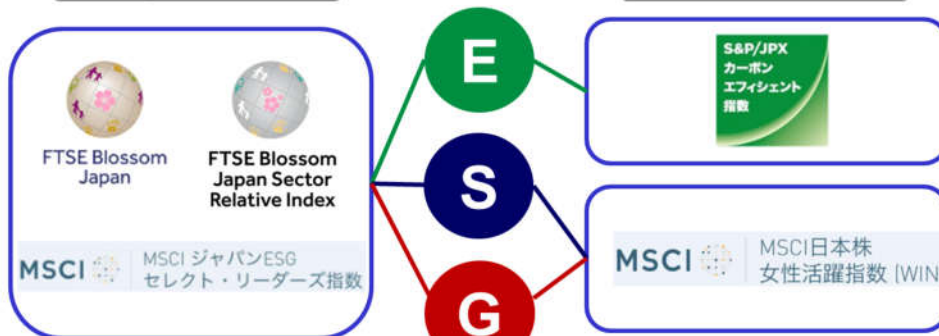 FTSE Blossom
Japan
FTSE Blossom
Japan Sector
Relative Index
MSCI
MSCI ジャパンESG
セレクト・リーダーズ指数
E
S
G
S&P/JPX
カーボン
エフィシェント
指数
MSCI
MSCI日本株
女性活躍指数 (WIN